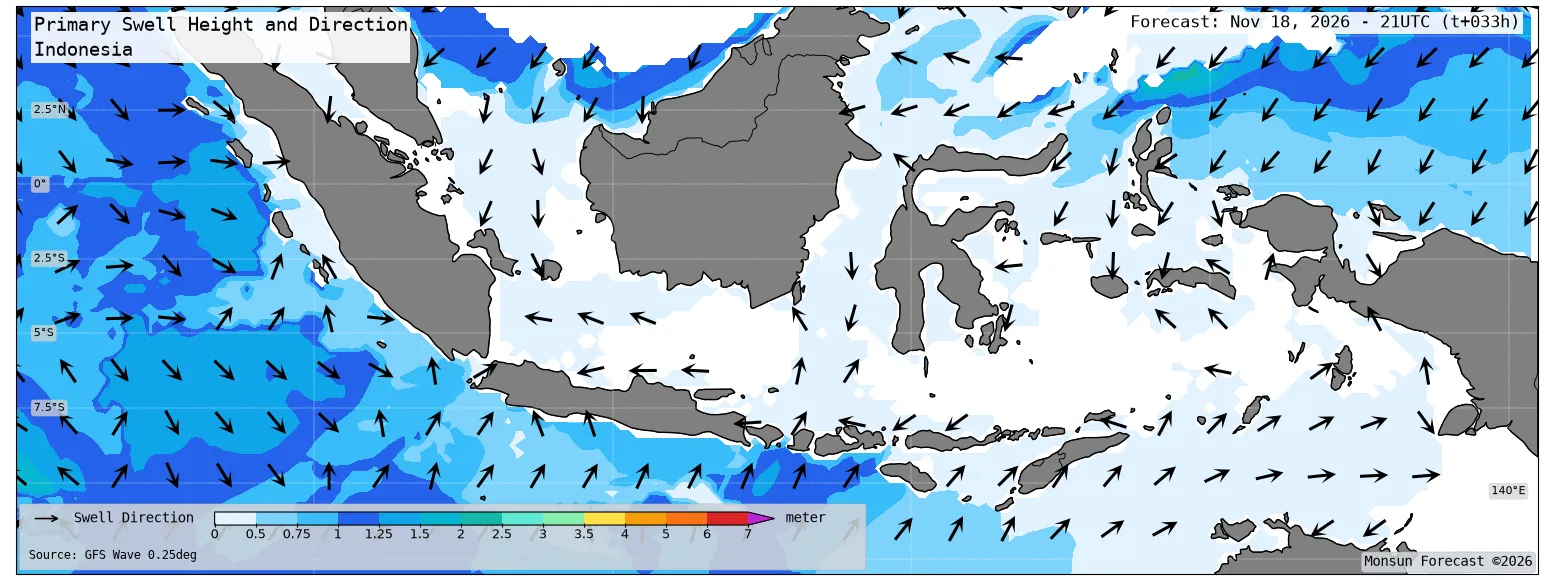 Primary Swell Height and Direction
Indonesia
Forecast: Nov 18, 2026 - 21UTC (t+033h)
2.5°N
0°
2.5°S
5°S
7.5°S
140°E
Swell Direction
0 0.5 0.75 1 1.25 1.5 2 2.5 3 3.5 4 5 6 7
meter
Source: GFS Wave 0.25deg
Monsun Forecast ©2026